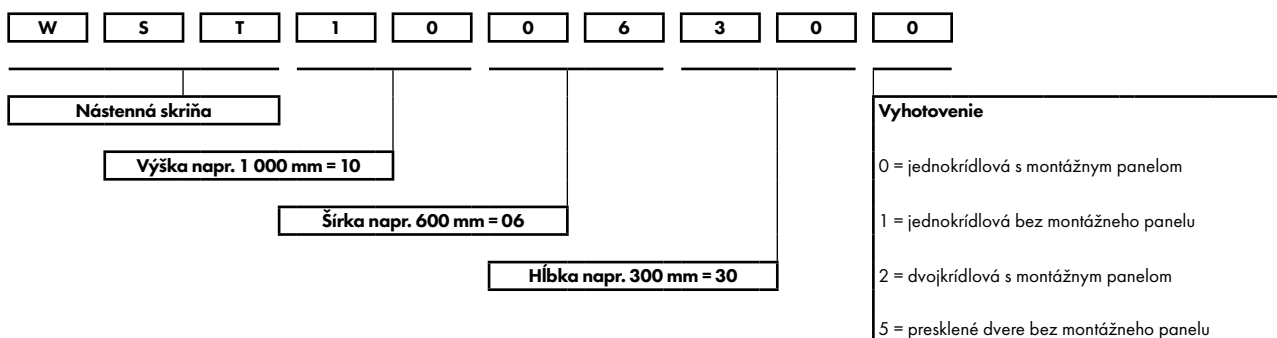 W S T 1 0 0 6 3 0 0
Nástenná skriňa
Vyhotovenie
Výška napr. 1 000 mm = 10
0 = jednokrídlová s montážnym panelom
Šírka napr. 600 mm = 06
1 = jednokrídlová bez montážneho panelu
Hĺbka napr. 300 mm = 30
2 = dvojkrídlová s montážnym panelom
5 = presklené dvere bez montážneho panelu